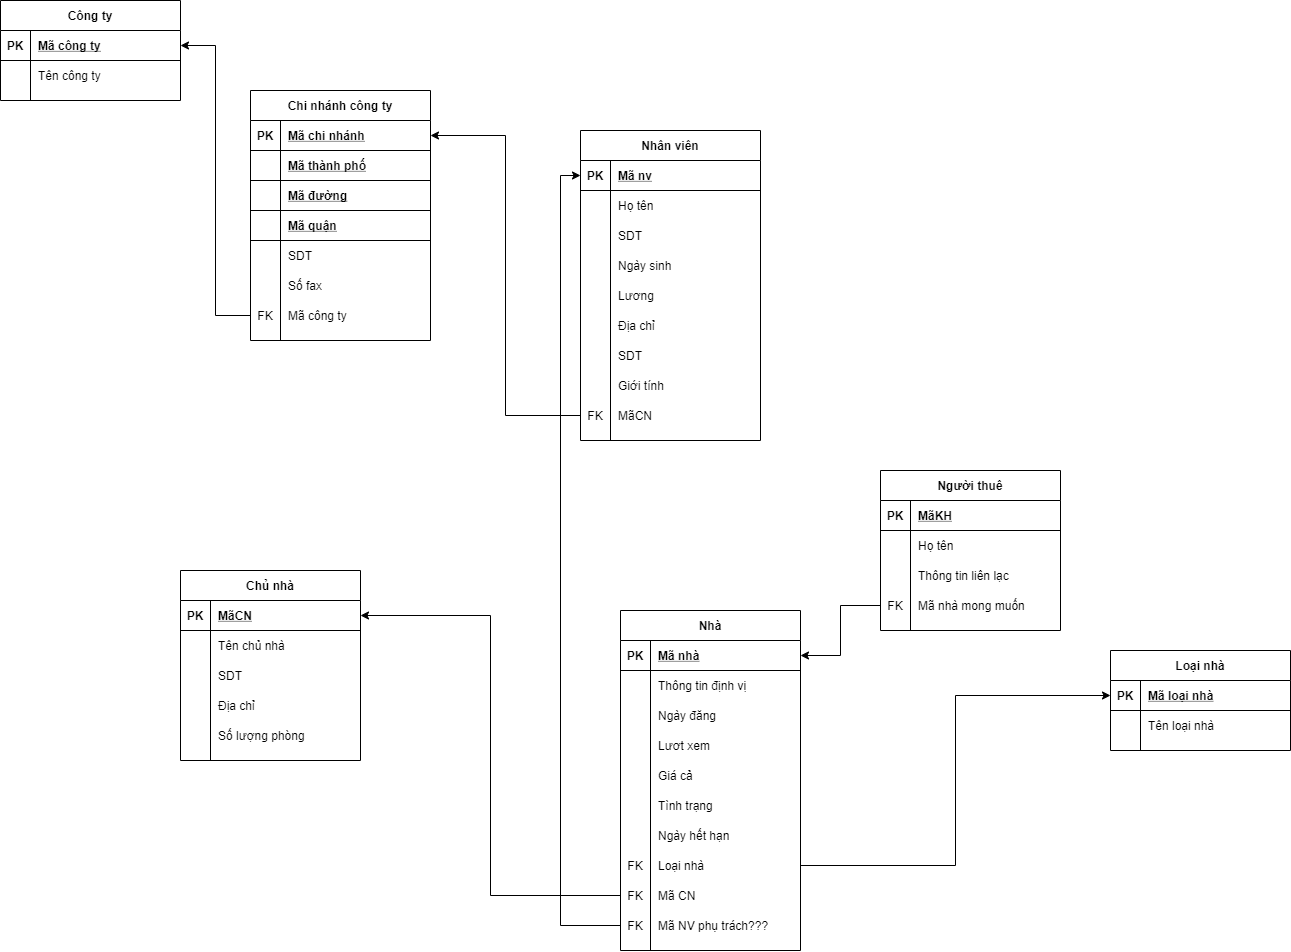 Công ty
PK Mã công ty
Tên công ty
Chi nhánh công ty
PK Mã chi nhánh
Mã thành phố
Mã đường
Mã quận
SDT
Số fax
FK Mã công ty
Nhân viên
PK Mã nv
Họ tên
SDT
Ngày sinh
Lương
Địa chỉ
SDT
Giới tính
FK MãCN
Người thuê
PK MãKH
Họ tên
Thông tin liên lạc
FK Mã nhà mong muốn
Chủ nhà
PK MãCN
Tên chủ nhà
SDT
Địa chỉ
Số lượng phòng
Nhà
PK Mã nhà
Thông tin định vị
Ngày đăng
Lươt xem
Giá cả
Tình trạng
Ngày hết hạn
FK Loại nhà
FK Mã CN
FK Mã NV phụ trách???
Loại nhà
PK Mã loại nhà
Tên loại nhà